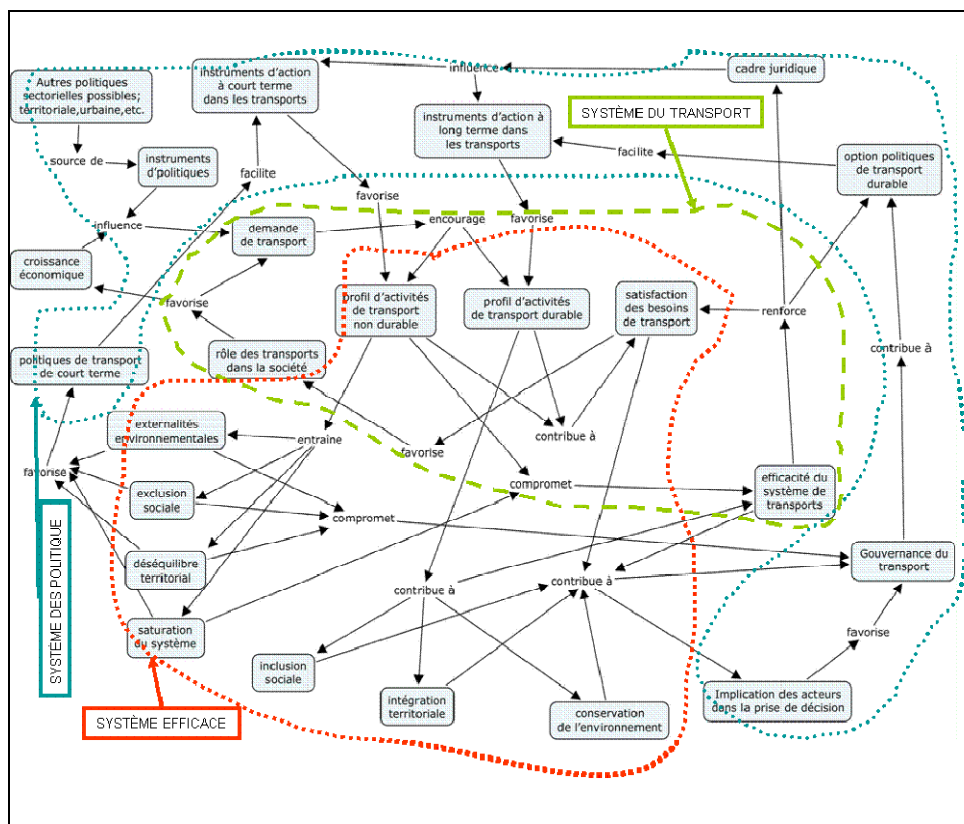 Autres politiques
sectorielles possibles;
territoriale,urbaine,etc.
instruments d'action
à court terme
dans les transports
influence
cadre juridique
SYSTÈME DU TRANSPORT
instruments d'action à
long terme dans
les transports
source de
instruments
d'politiques
facilite
facilite
option politiques
de transport
durable
favorise
influence
demande
de transport
encourage
favorise
croissance
économique
favorise
profil d'activités
de transport
non durable
profil d'activités
de transport durable
satisfaction
des besoins
de transport
renforce
politiques de transport
de court terme
rôle des transports
dans la société
contribue à
externalités
environnementales
entraine
favorise
contribue à
favorise
compromet
efficacité du
système de
transports
exclusion
sociale
compromet
déséquilibre
territorial
contribue à
contribue à
Gouvernance du
transport
saturation
du système
favorise
inclusion
sociale
intégration
territoriale
conservation
de l'environnement
Implication des acteurs
dans la prise de décision
SYSTÈME DES POLITIQUE
SYSTÈME EFFICACE